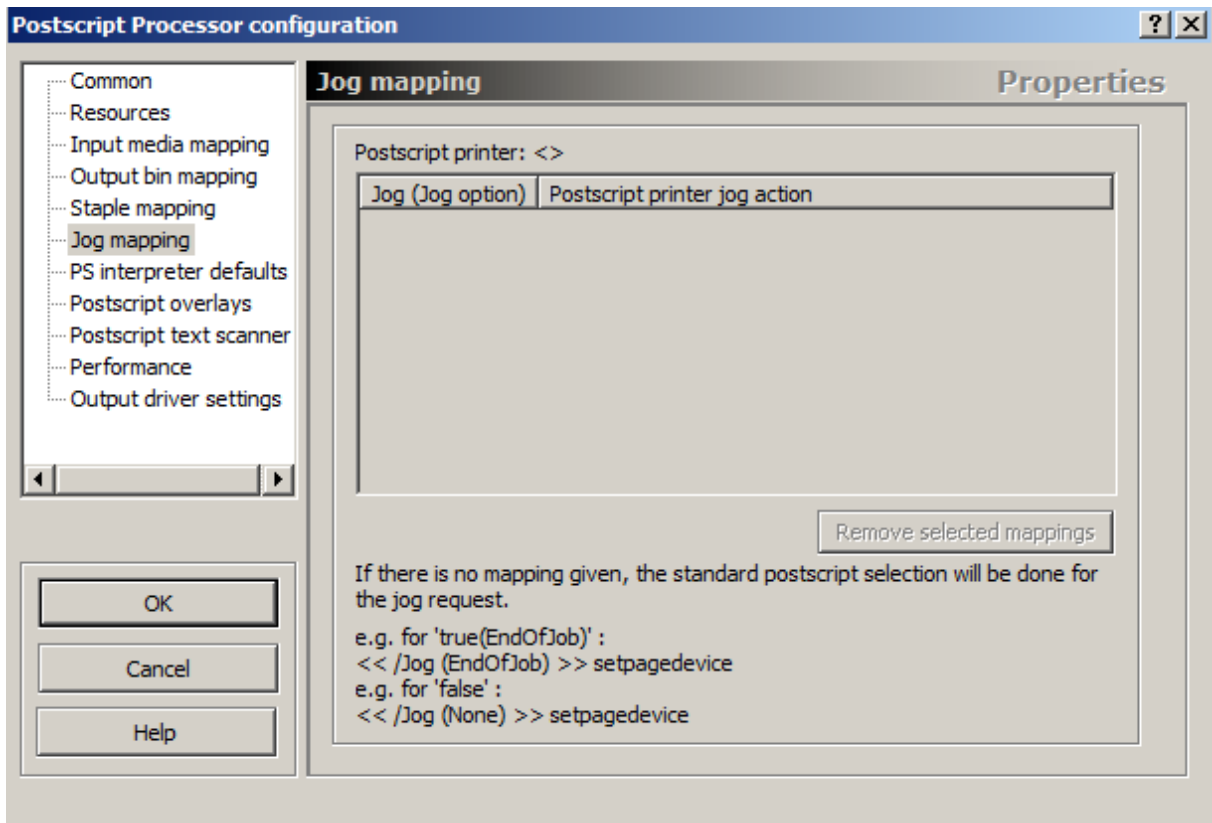 Postscript Processor configuration
Common
Resources
Input media mapping
Output bin mapping
Staple mapping
Jog mapping
PS interpreter defaults
Postscript overlays
Postscript text scanner
Performance
Output driver settings
OK
Cancel
Help
Jog mapping Properties
Postscript printer: <>
Jog (Jog option) Postscript printer jog action
Remove selected mappings
If there is no mapping given, the standard postscript selection will be done for
the jog request.
e.g. for 'true(EndOfJob)' :
<< /Jog (EndOfJob) >> setpagedevice
e.g. for 'false' :
<< /Jog (None) >> setpagedevice